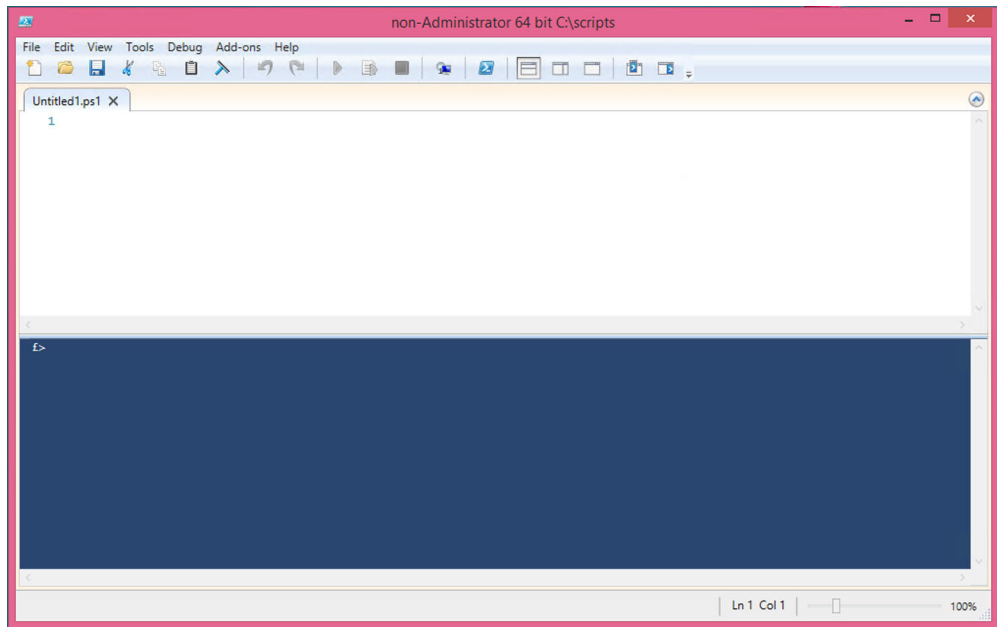 non-Administrator 64 bit C:\scripts
File Edit View Tools Debug Add-ons Help
Untitled1.ps1
1
£>
Ln 1 Col 1
100%